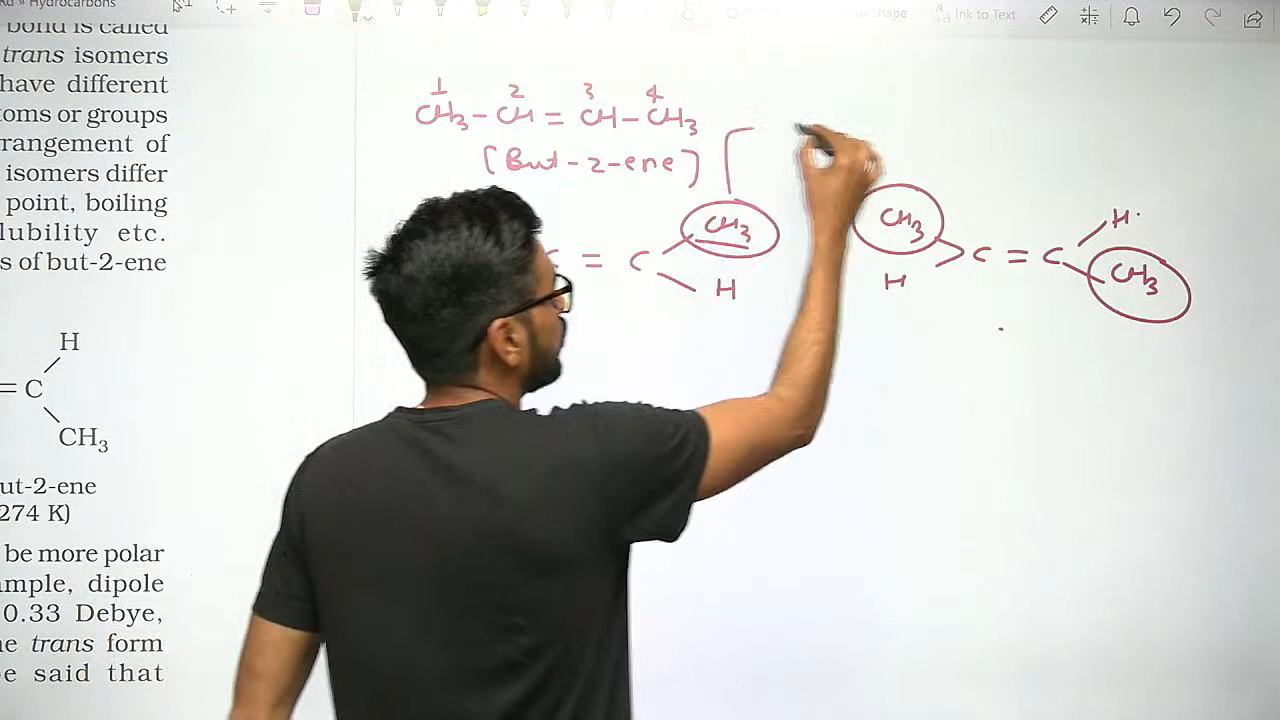 Hydrocarbons
Shape
Ink to Text
bond is called
trans isomers
have different
toms or groups
rangement of
isomers differ
point, boiling
lubility etc.
s of but-2-ene
H
= C
CH3
ut-2-ene
274 K)
be more polar
ample, dipole
0.33 Debye,
ne trans form
e said that
1 2 3 4
CH3 - CH = CH - CH3
[But-2-ene]
CH3
C = C
H
CH3
H
C = C
H
CH3